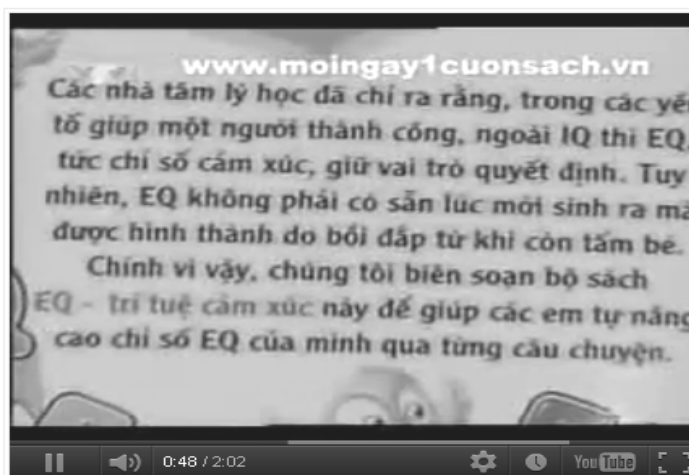 www.moingay1cuonsach.vn
Các nhà tâm lý học đã chỉ ra rằng, trong các yế
tố giúp một người thành công, ngoài IQ thì EQ,
tức chỉ số cảm xúc, giữ vai trò quyết định. Tuy
nhiên, EQ không phải có sẵn lúc mới sinh ra mà
được hình thành do bồi đắp từ khi còn tấm bé.
Chính vì vậy, chúng tôi biên soạn bộ sách
EQ - trí tuệ cảm xúc này để giúp các em tự nâng
cao chỉ số EQ của mình qua từng câu chuyện.
0:48 / 2:02
YouTube